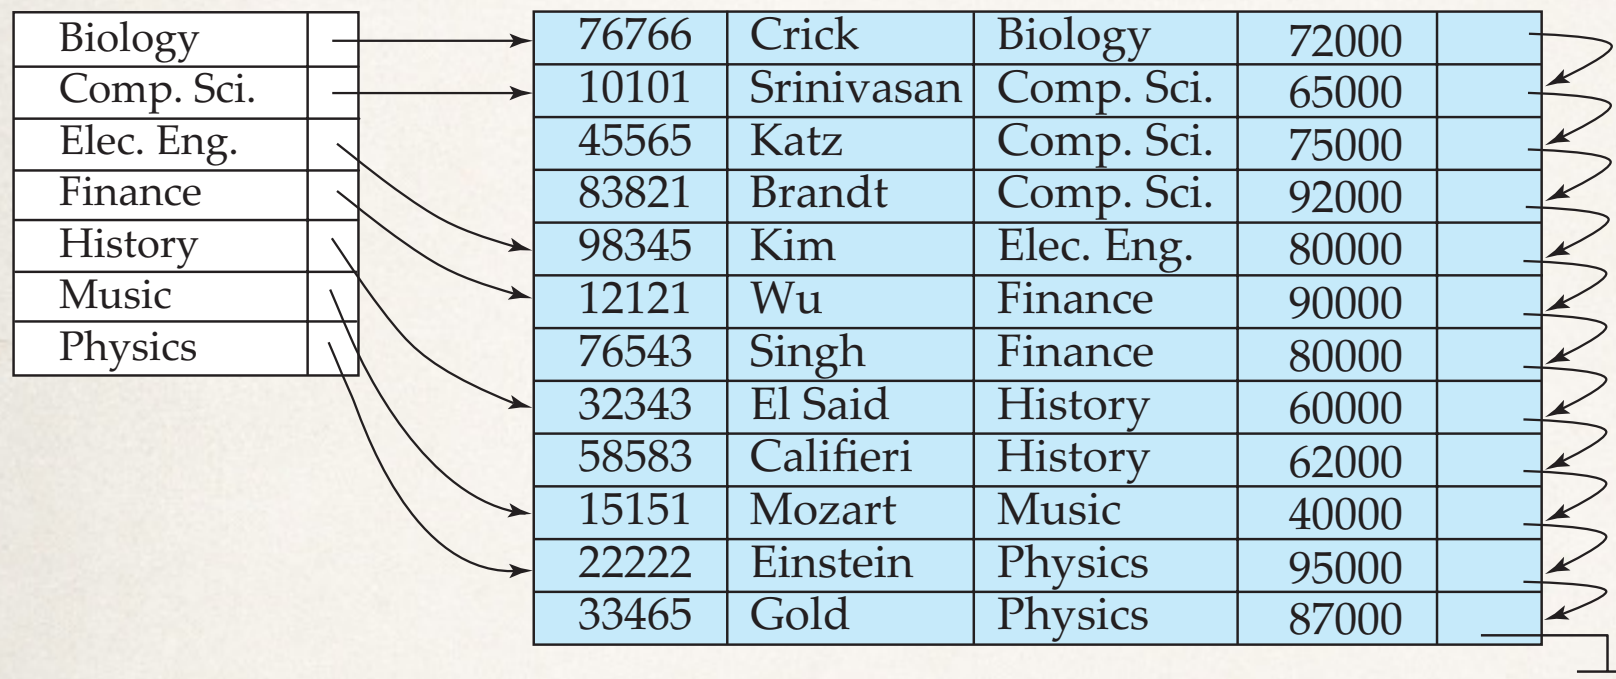 Biology
Comp. Sci.
Elec. Eng.
Finance
History
Music
Physics
76766 Crick Biology 72000
10101 Srinivasan Comp. Sci. 65000
45565 Katz Comp. Sci. 75000
83821 Brandt Comp. Sci. 92000
98345 Kim Elec. Eng. 80000
12121 Wu Finance 90000
76543 Singh Finance 80000
32343 El Said History 60000
58583 Califieri History 62000
15151 Mozart Music 40000
22222 Einstein Physics 95000
33465 Gold Physics 87000